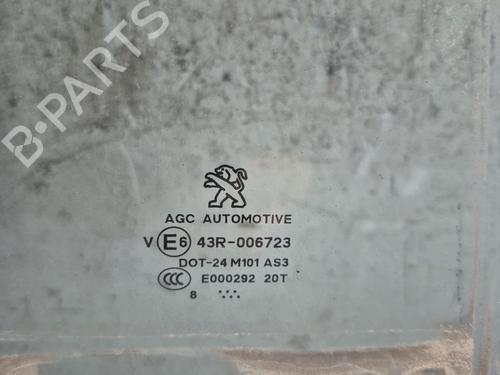 B-PARTS
AGC AUTOMOTIVE
V E6 43R-006723
DOT-24 M101 AS3
CCC E000292 20T
8